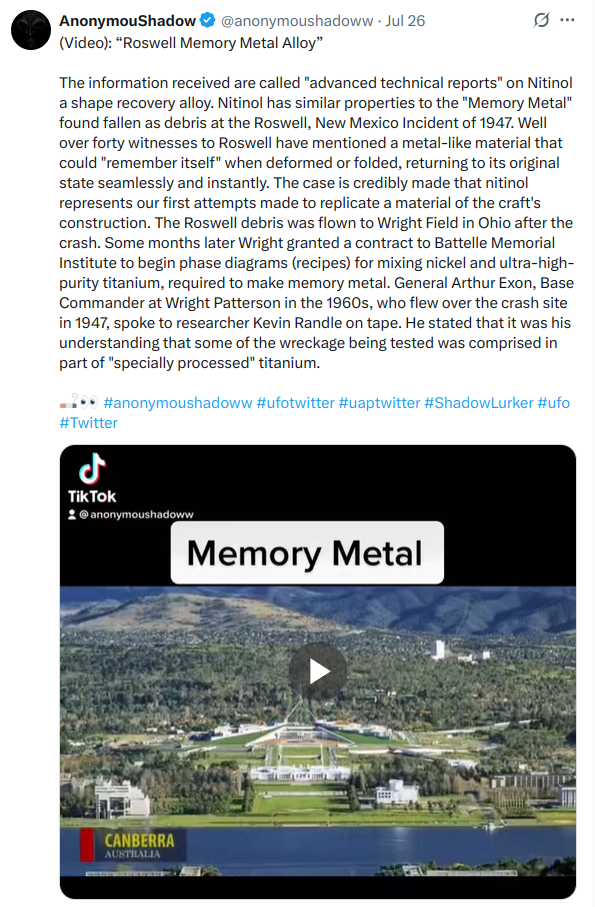 AnonymouShadow @anonymoushadoww · Jul 26
(Video): “Roswell Memory Metal Alloy”
The information received are called "advanced technical reports" on Nitinol
a shape recovery alloy. Nitinol has similar properties to the "Memory Metal"
found fallen as debris at the Roswell, New Mexico Incident of 1947. Well
over forty witnesses to Roswell have mentioned a metal-like material that
could "remember itself" when deformed or folded, returning to its original
state seamlessly and instantly. The case is credibly made that nitinol
represents our first attempts made to replicate a material of the craft's
construction. The Roswell debris was flown to Wright Field in Ohio after the
crash. Some months later Wright granted a contract to Battelle Memorial
Institute to begin phase diagrams (recipes) for mixing nickel and ultra-high-
purity titanium, required to make memory metal. General Arthur Exon, Base
Commander at Wright Patterson in the 1960s, who flew over the crash site
in 1947, spoke to researcher Kevin Randle on tape. He stated that it was his
understanding that some of the wreckage being tested was comprised in
part of "specially processed" titanium.
🚬👀 #anonymoushadoww #ufotwitter #uaptwitter #ShadowLurker #ufo
#Twitter
TikTok
@anonymoushadoww
Memory Metal
CANBERRA
AUSTRALIA